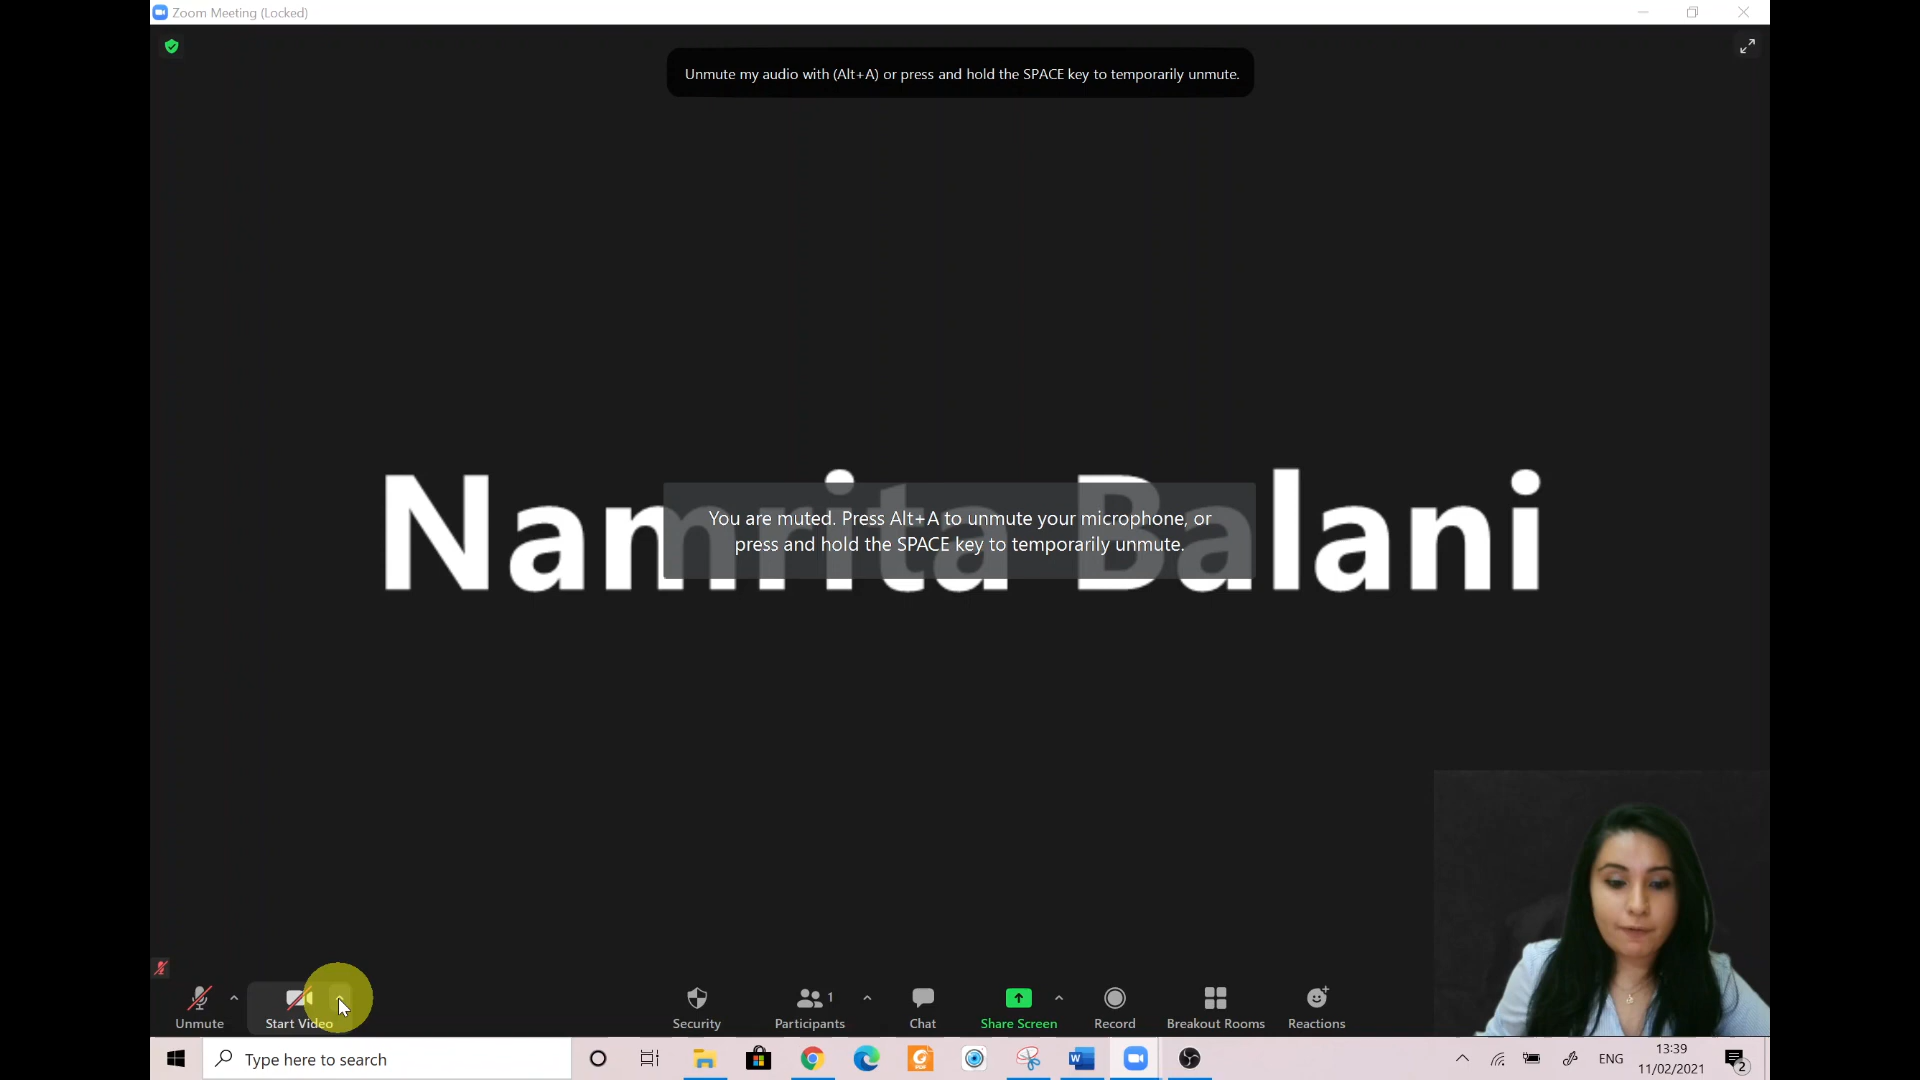 Zoom Meeting (Locked)
Unmute my audio with (Alt+A) or press and hold the SPACE key to temporarily unmute.
Namrita Balani
You are muted. Press Alt+A to unmute your microphone, or
press and hold the SPACE key to temporarily unmute.
Unmute
Start Video
Security
1
Participants
Chat
Share Screen
Record
Breakout Rooms
Reactions
Type here to search
ENG
13:39
11/02/2021
2